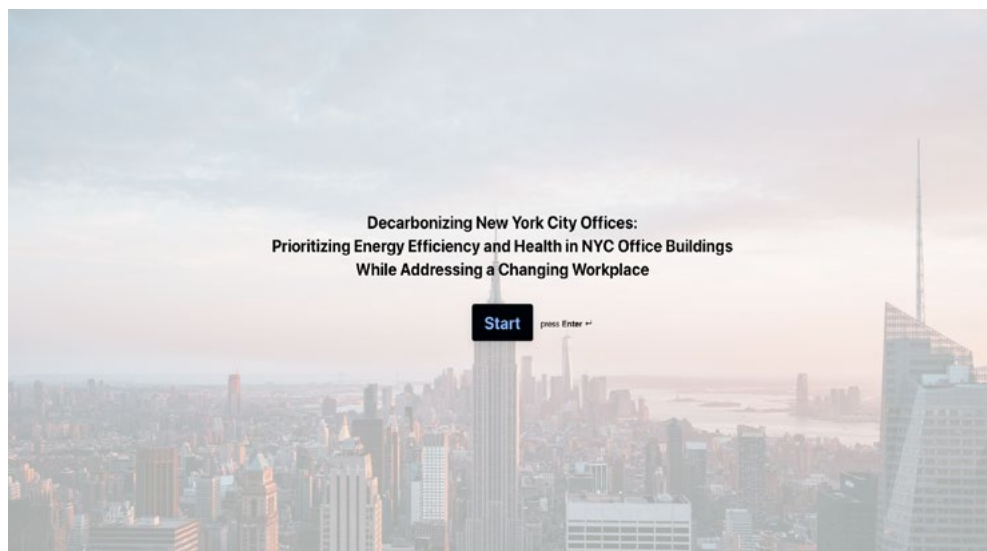 Decarbonizing New York City Offices:
Prioritizing Energy Efficiency and Health in NYC Office Buildings
While Addressing a Changing Workplace
Start press Enter ↵